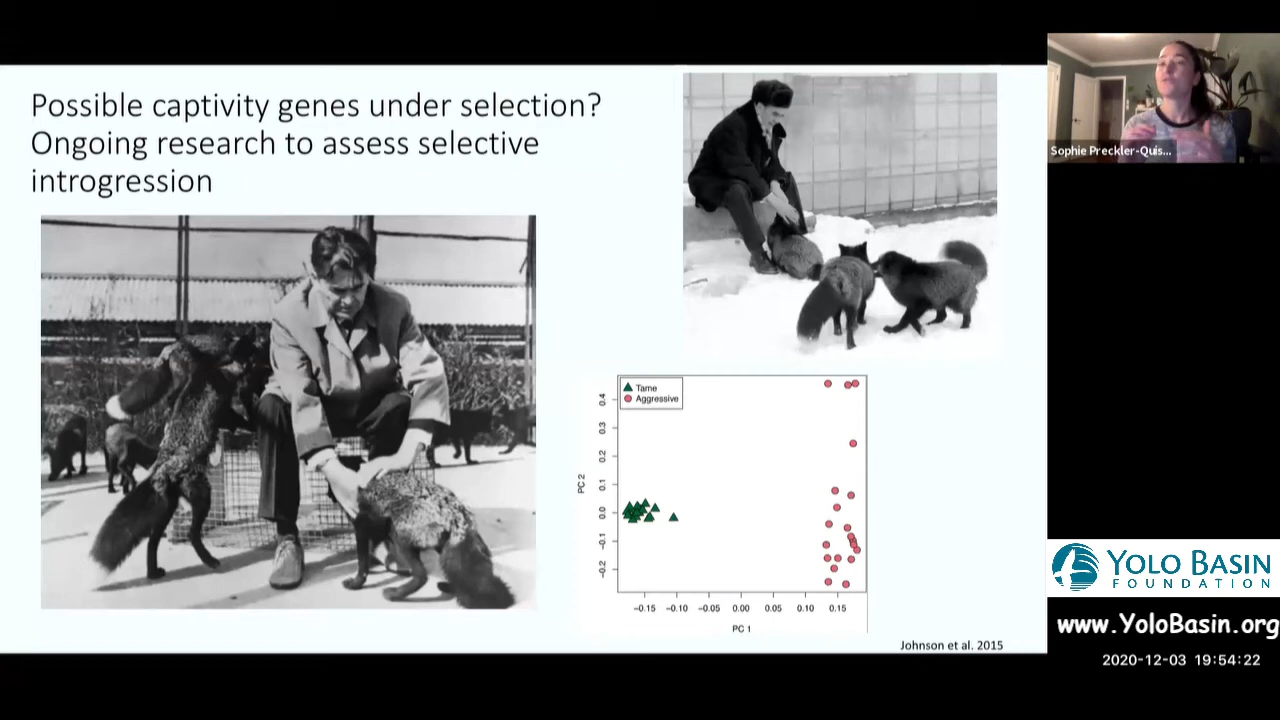 Possible captivity genes under selection?
Ongoing research to assess selective
introgression
Sophie Preckler-Quis...
Tame
Aggressive
0.4
0.3
0.2
0.1
0.0
-0.1
-0.2
PC 2
-0.15 -0.10 -0.05 0.00 0.05 0.10 0.15
PC 1
Johnson et al. 2015
YOLO BASIN
FOUNDATION
www.YoloBasin.org
2020-12-03 19:54:22